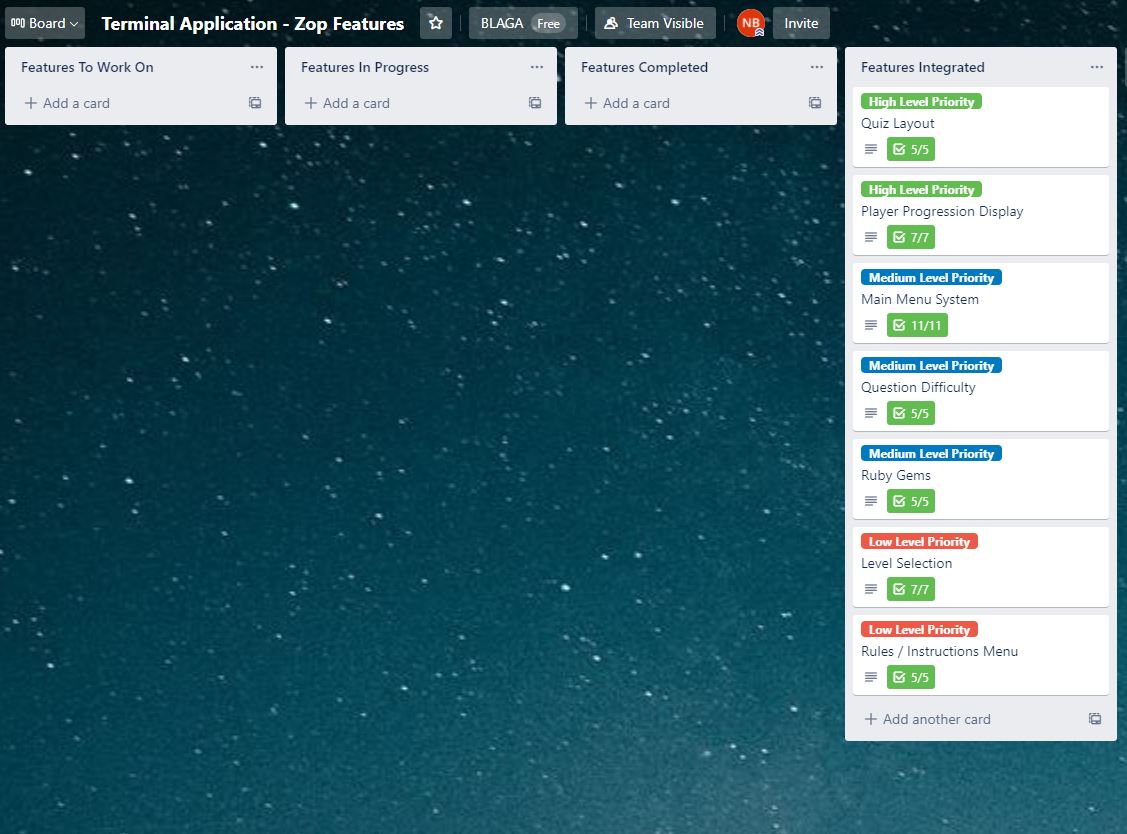 Board
Terminal Application - Zop Features
BLAGA Free
Team Visible
NB
Invite
Features To Work On
Add a card
Features In Progress
Add a card
Features Completed
Add a card
Features Integrated
High Level Priority
Quiz Layout
5/5
High Level Priority
Player Progression Display
7/7
Medium Level Priority
Main Menu System
11/11
Medium Level Priority
Question Difficulty
5/5
Medium Level Priority
Ruby Gems
5/5
Low Level Priority
Level Selection
7/7
Low Level Priority
Rules / Instructions Menu
5/5
Add another card